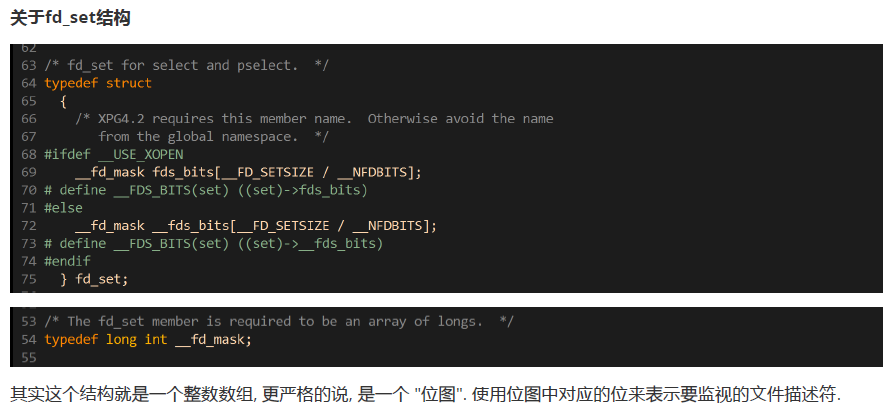 关于fd_set结构
62
63 /* fd_set for select and pselect.  */
64 typedef struct
65   {
66     /* XPG4.2 requires this member name.  Otherwise avoid the name
67        from the global namespace.  */
68 #ifdef __USE_XOPEN
69     __fd_mask fds_bits[__FD_SETSIZE / __NFDBITS];
70 # define __FDS_BITS(set) ((set)->fds_bits)
71 #else
72     __fd_mask __fds_bits[__FD_SETSIZE / __NFDBITS];
73 # define __FDS_BITS(set) ((set)->__fds_bits)
74 #endif
75   } fd_set;
53 /* The fd_set member is required to be an array of longs.  */
54 typedef long int __fd_mask;
55
其实这个结构就是一个整数数组, 更严格的说, 是一个 "位图". 使用位图中对应的位来表示要监视的文件描述符.